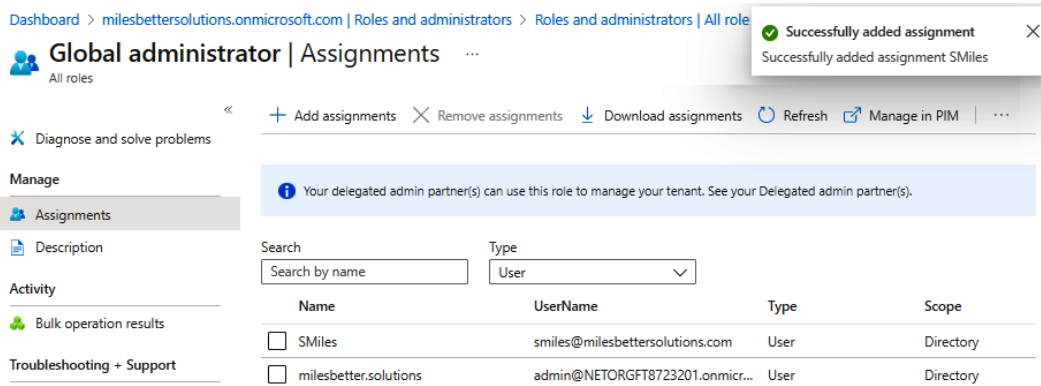 Dashboard > milesbettersolutions.onmicrosoft.com | Roles and administrators > Roles and administrators | All role
Successfully added assignment
Successfully added assignment SMiles
Global administrator | Assignments ...
All roles
«
Diagnose and solve problems
Manage
Assignments
Description
Activity
Bulk operation results
Troubleshooting + Support
Add assignments Remove assignments Download assignments Refresh Manage in PIM | ...
Your delegated admin partner(s) can use this role to manage your tenant. See your Delegated admin partner(s).
Search Type
Search by name User
Name UserName Type Scope
SMiles smiles@milesbettersolutions.com User Directory
milesbetter.solutions admin@NETORGFT8723201.onmicr... User Directory